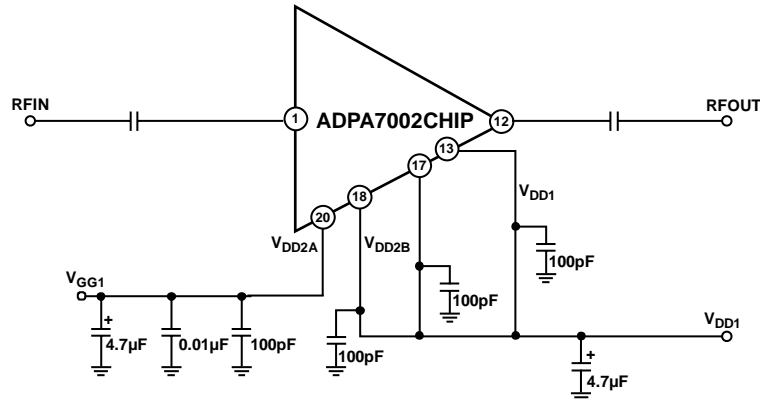 RFIN
1
ADPA7002CHIP
12
RFOUT
13
17
18
20
VDD1
VDD2A
VDD2B
100pF
VGG1
100pF
VDD1
+
4.7µF
0.01µF
100pF
100pF
+
4.7µF